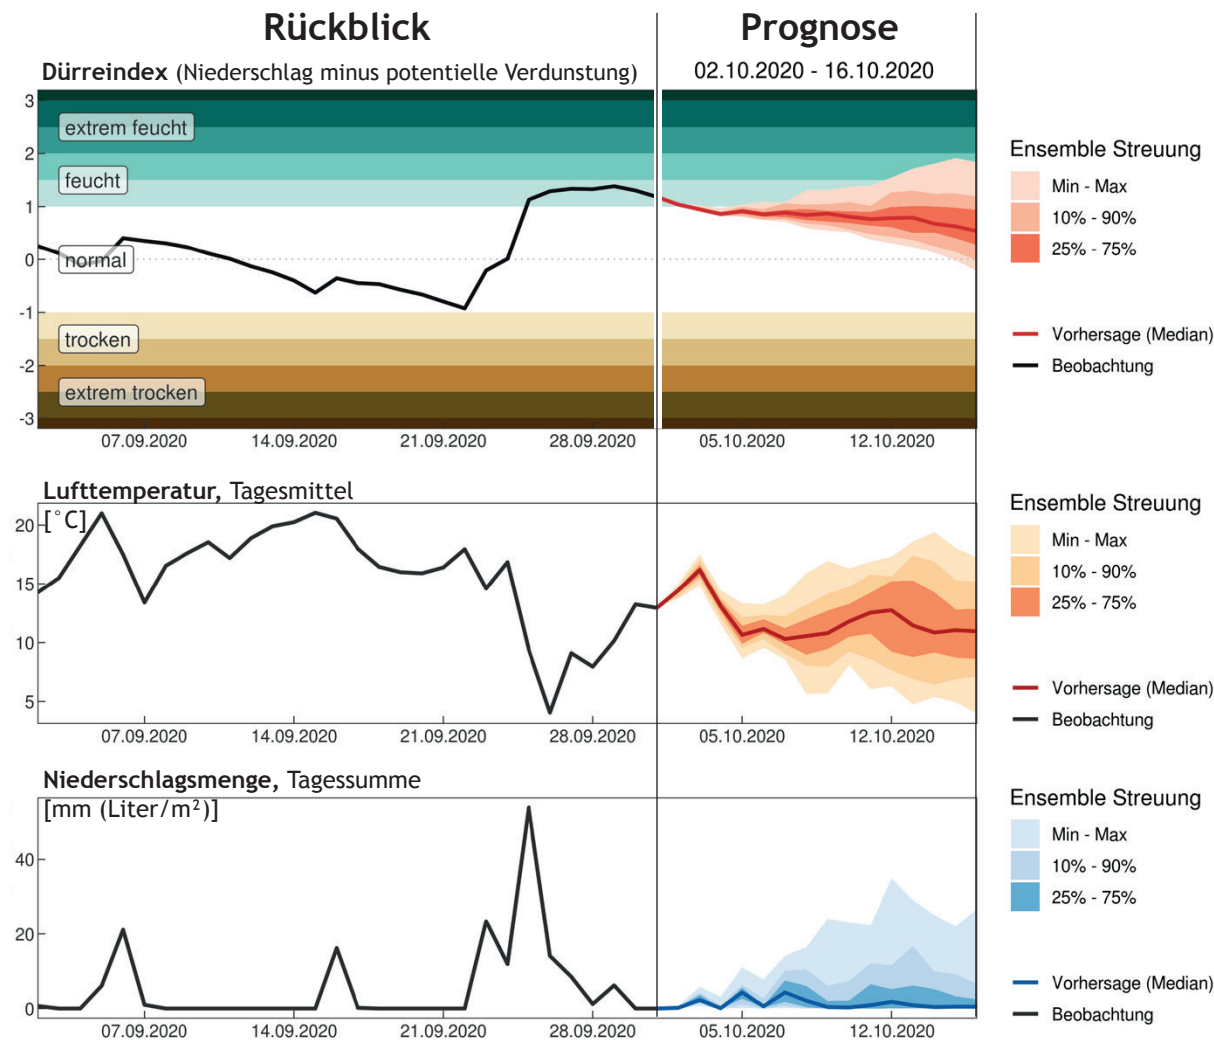 Rückblick
Prognose
Dürreindex (Niederschlag minus potentielle Verdunstung)
02.10.2020 - 16.10.2020
3
2
1
0
-1
-2
-3
extrem feucht
feucht
normal
trocken
extrem trocken
07.09.2020
14.09.2020
21.09.2020
28.09.2020
05.10.2020
12.10.2020
Ensemble Streuung
Min - Max
10% - 90%
25% - 75%
Vorhersage (Median)
Beobachtung
Lufttemperatur, Tagesmittel
[°C]
20
15
10
5
07.09.2020
14.09.2020
21.09.2020
28.09.2020
05.10.2020
12.10.2020
Ensemble Streuung
Min - Max
10% - 90%
25% - 75%
Vorhersage (Median)
Beobachtung
Niederschlagsmenge, Tagessumme
[mm (Liter/m²)]
40
20
0
07.09.2020
14.09.2020
21.09.2020
28.09.2020
05.10.2020
12.10.2020
Ensemble Streuung
Min - Max
10% - 90%
25% - 75%
Vorhersage (Median)
Beobachtung